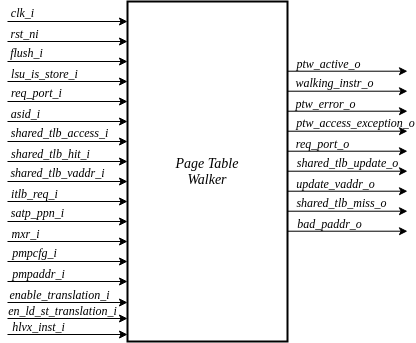 clk_i
rst_ni
flush_i
lsu_is_store_i
req_port_i
asid_i
shared_tlb_access_i
shared_tlb_hit_i
shared_tlb_vaddr_i
itlb_req_i
satp_ppn_i
mxr_i
pmpcfg_i
pmpaddr_i
enable_translation_i
en_ld_st_translation_i
hlvx_inst_i
Page Table
Walker
ptw_active_o
walking_instr_o
ptw_error_o
ptw_access_exception_o
req_port_o
shared_tlb_update_o
update_vaddr_o
shared_tlb_miss_o
bad_paddr_o